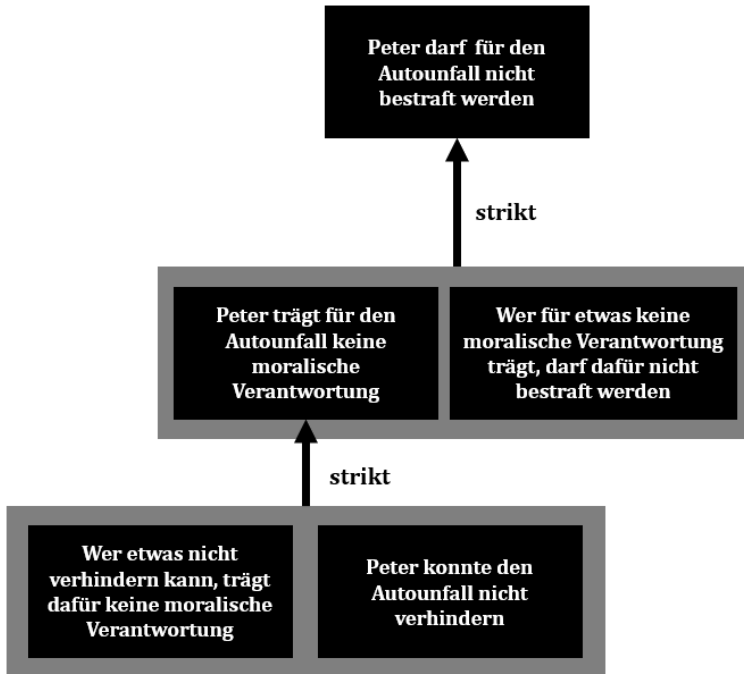 Peter darf für den
Autounfall nicht
bestraft werden
strikt
Peter trägt für den
Autounfall keine
moralische
Verantwortung
Wer für etwas keine
moralische Verantwortung
trägt, darf dafür nicht
bestraft werden
strikt
Wer etwas nicht
verhindern kann, trägt
dafür keine moralische
Verantwortung
Peter konnte den
Autounfall nicht
verhindern